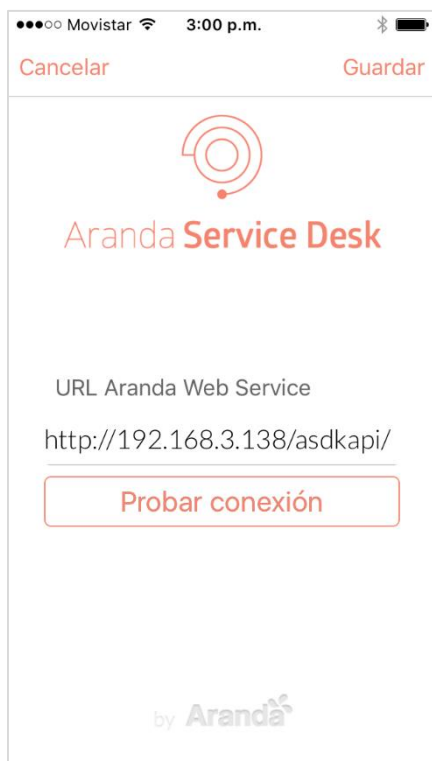 Movistar 3:00 p.m.
Cancelar Guardar
Aranda Service Desk
URL Aranda Web Service
http://192.168.3.138/asdkapi/
Probar conexión
by Aranda